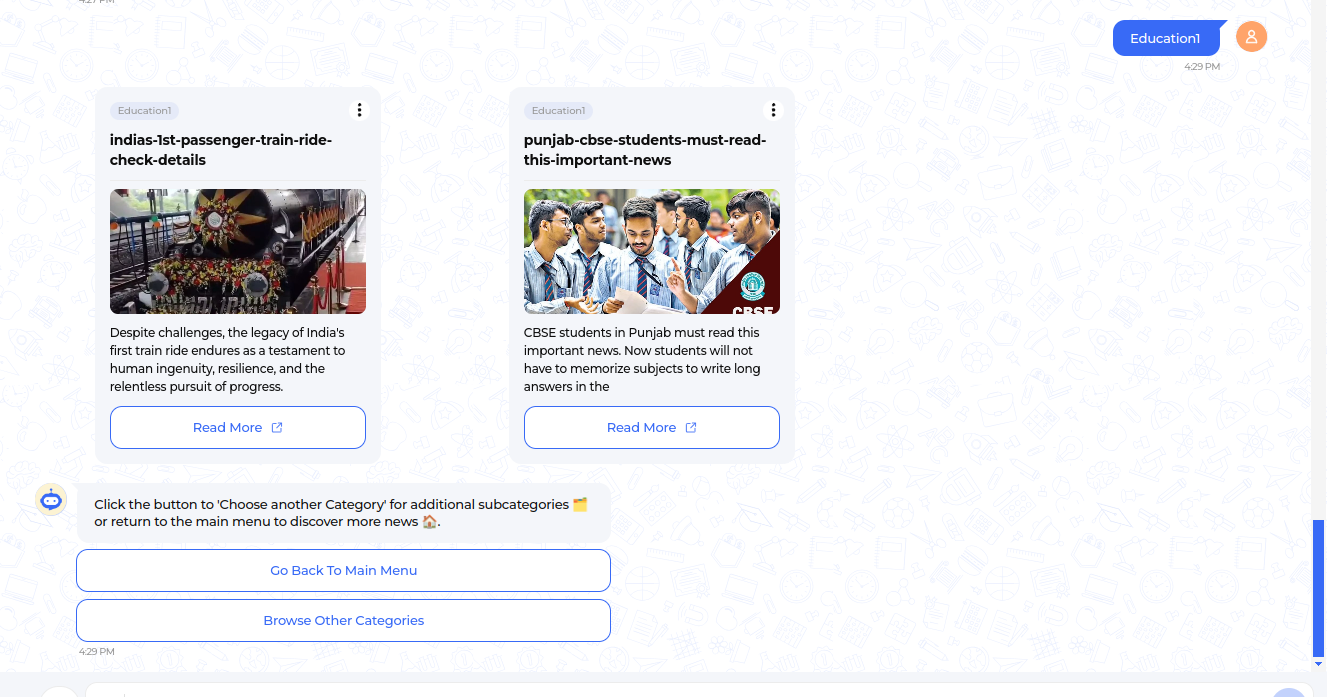 4:27 PM
Education1
4:29 PM
Education1
indias-1st-passenger-train-ride-
check-details
Despite challenges, the legacy of India's
first train ride endures as a testament to
human ingenuity, resilience, and the
relentless pursuit of progress.
Read More
Education1
punjab-cbse-students-must-read-
this-important-news
CBSE
CBSE students in Punjab must read this
important news. Now students will not
have to memorize subjects to write long
answers in the
Read More
Click the button to 'Choose another Category' for additional subcategories 🗂️
or return to the main menu to discover more news 🏠.
Go Back To Main Menu
Browse Other Categories
4:29 PM